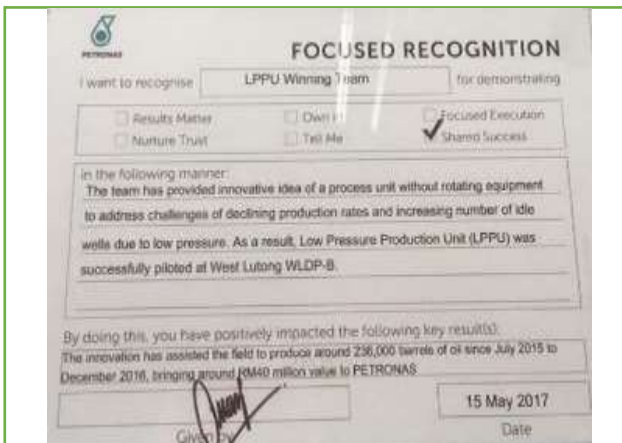 PETRONAS
FOCUSED RECOGNITION
I want to recognise LPPU Winning Team for demonstrating
Results Matter Own it Focused Execution
Nurture Trust Tell Me Shared Success
in the following manner:
The team has provided innovative idea of a process unit without rotating equipment
to address challenges of declining production rates and increasing number of idle
wells due to low pressure. As a result, Low Pressure Production Unit (LPPU) was
successfully piloted at West Lutong WLDP-B.
By doing this, you have positively impacted the following key result(s):
The innovation has assisted the field to produce around 236,000 barrels of oil since July 2015 to
December 2016, bringing around RM40 million value to PETRONAS
15 May 2017
Given by Date